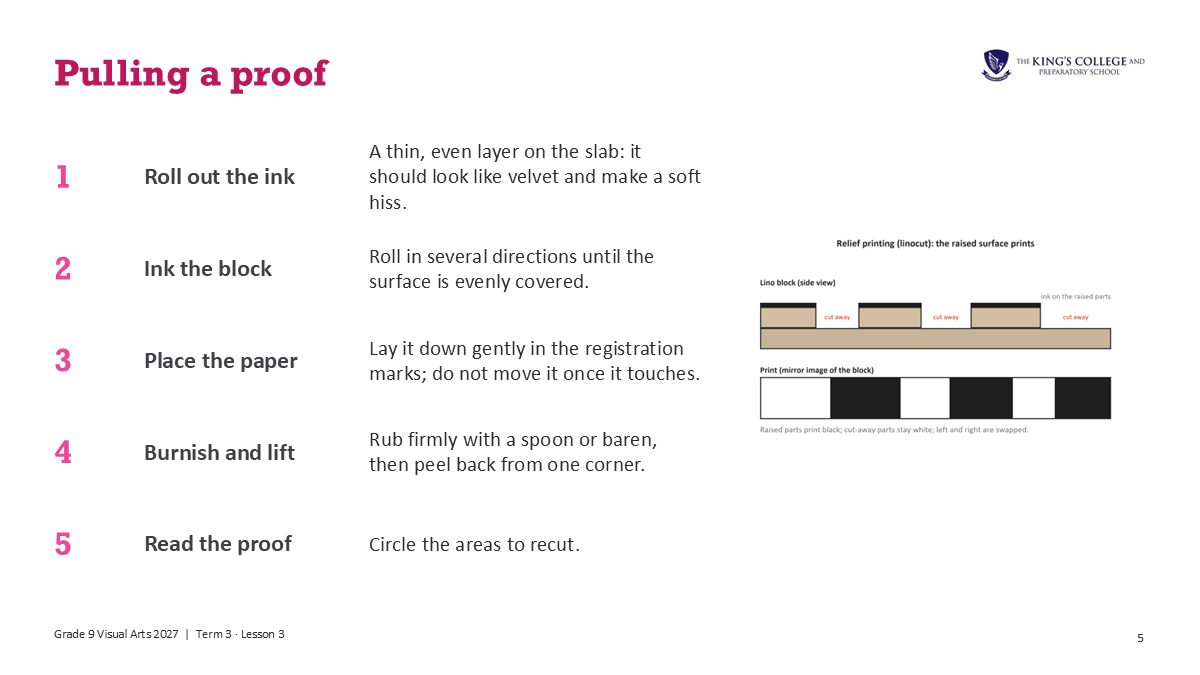 Pulling a proof
THE KING'S COLLEGE AND
PREPARATORY SCHOOL
1
Roll out the ink
A thin, even layer on the slab: it
should look like velvet and make a soft
hiss.
2
Ink the block
Roll in several directions until the
surface is evenly covered.
3
Place the paper
Lay it down gently in the registration
marks; do not move it once it touches.
4
Burnish and lift
Rub firmly with a spoon or baren,
then peel back from one corner.
5
Read the proof
Circle the areas to recut.
Relief printing (linocut): the raised surface prints
Lino block (side view)
ink on the raised parts
cut away
cut away
cut away
Print (mirror image of the block)
Raised parts print black; cut-away parts stay white; left and right are swapped.
Grade 9 Visual Arts 2027 | Term 3 · Lesson 3
5